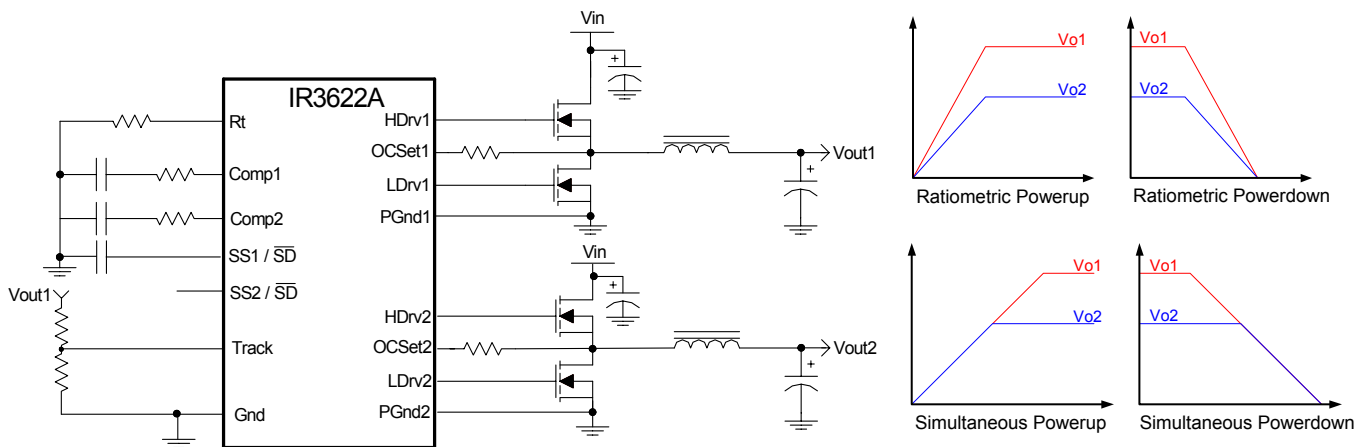 IR3622A
Rt
Comp1
Comp2
SS1 / SD
SS2 / SD
Vout1
Track
Gnd
HDrv1
OCSet1
LDrv1
PGnd1
HDrv2
OCSet2
LDrv2
PGnd2
Vin
+
+
Vout1
Vin
+
+
Vout2
Vo1
Vo2
Ratiometric Powerup
Vo1
Vo2
Ratiometric Powerdown
Vo1
Vo2
Simultaneous Powerup
Vo1
Vo2
Simultaneous Powerdown